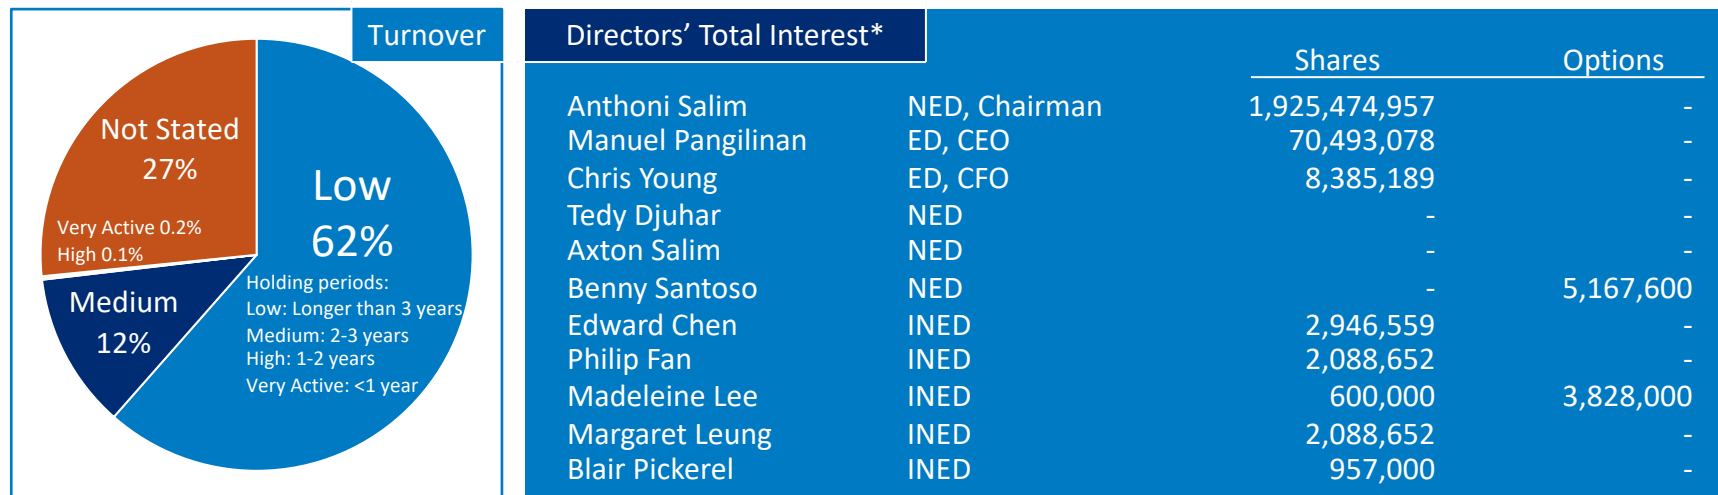 Turnover
Not Stated
27%
Very Active 0.2%
High 0.1%
Medium
12%
Low
62%
Holding periods:
Low: Longer than 3 years
Medium: 2-3 years
High: 1-2 years
Very Active: <1 year
Directors’ Total Interest*
Shares Options
Anthoni Salim NED, Chairman 1,925,474,957 -
Manuel Pangilinan ED, CEO 70,493,078 -
Chris Young ED, CFO 8,385,189 -
Tedy Djuhar NED - -
Axton Salim NED - -
Benny Santoso NED - 5,167,600
Edward Chen INED 2,946,559 -
Philip Fan INED 2,088,652 -
Madeleine Lee INED 600,000 3,828,000
Margaret Leung INED 2,088,652 -
Blair Pickerel INED 957,000 -